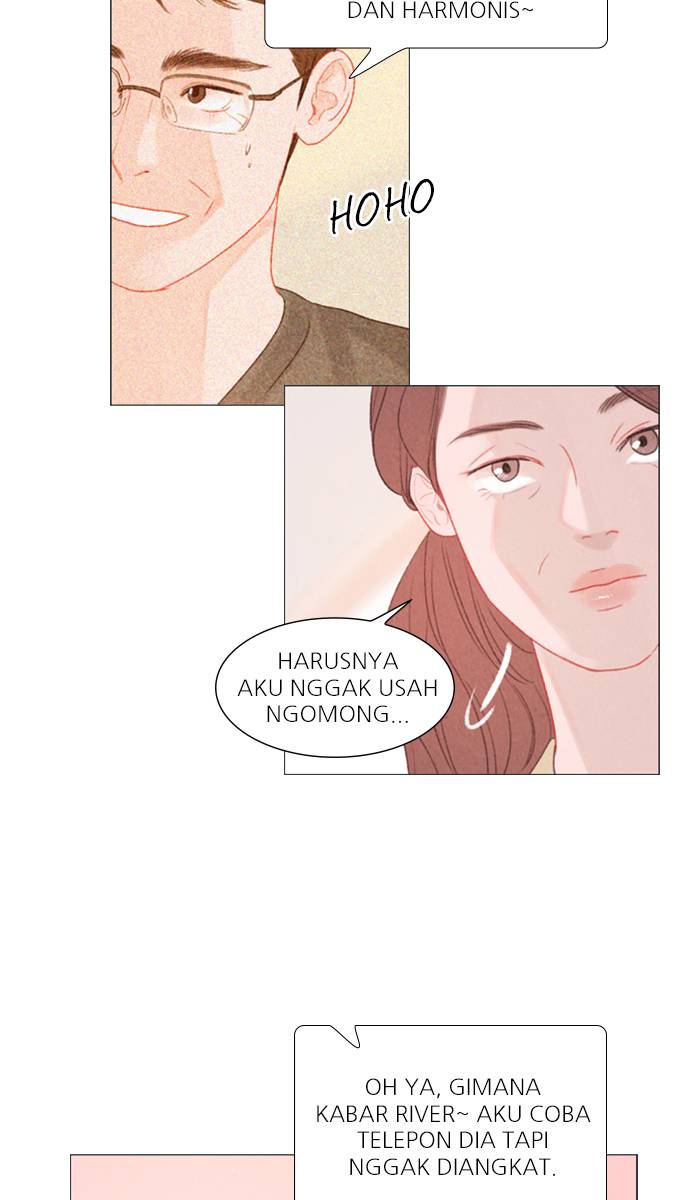 DAN HARMONIS~
HOHO
HARUSNYA
AKU NGGAK USAH
NGOMONG...
OH YA, GIMANA
KABAR RIVER~ AKU COBA
TELEPON DIA TAPI
NGGAK DIANGKAT.